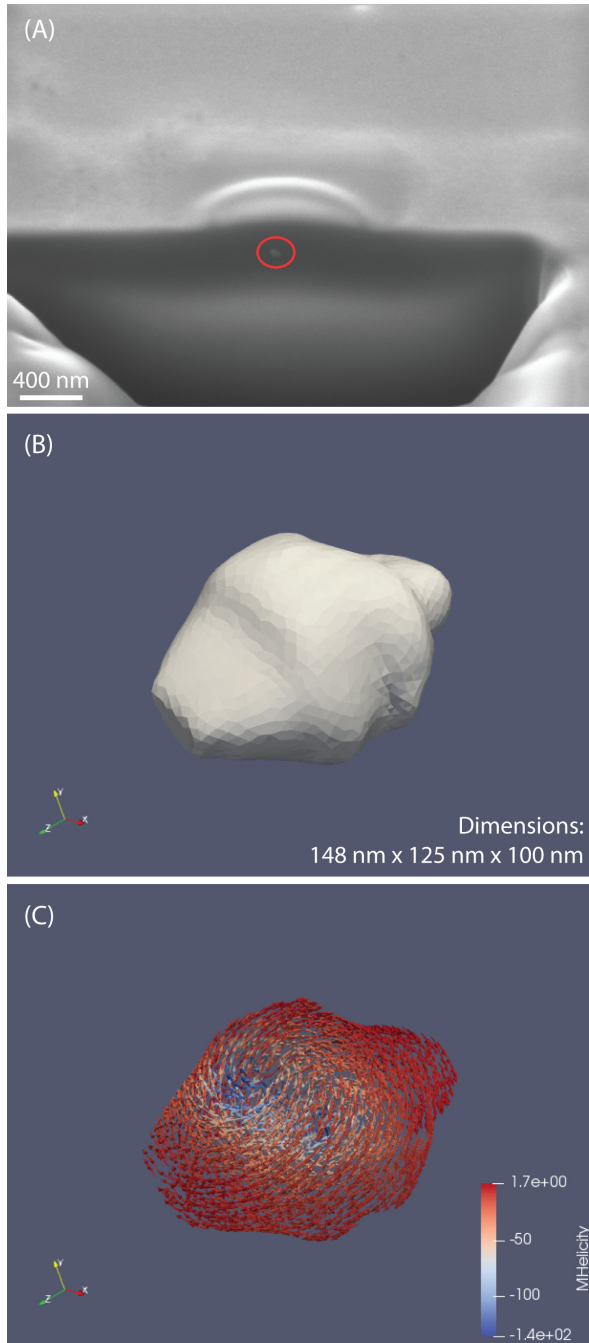 (A)
400 nm
(B)
Y
Z
X
Dimensions:
148 nm x 125 nm x 100 nm
(C)
1.7e+00
-50
-100
-1.4e+02
MHelicity
Y
Z
X